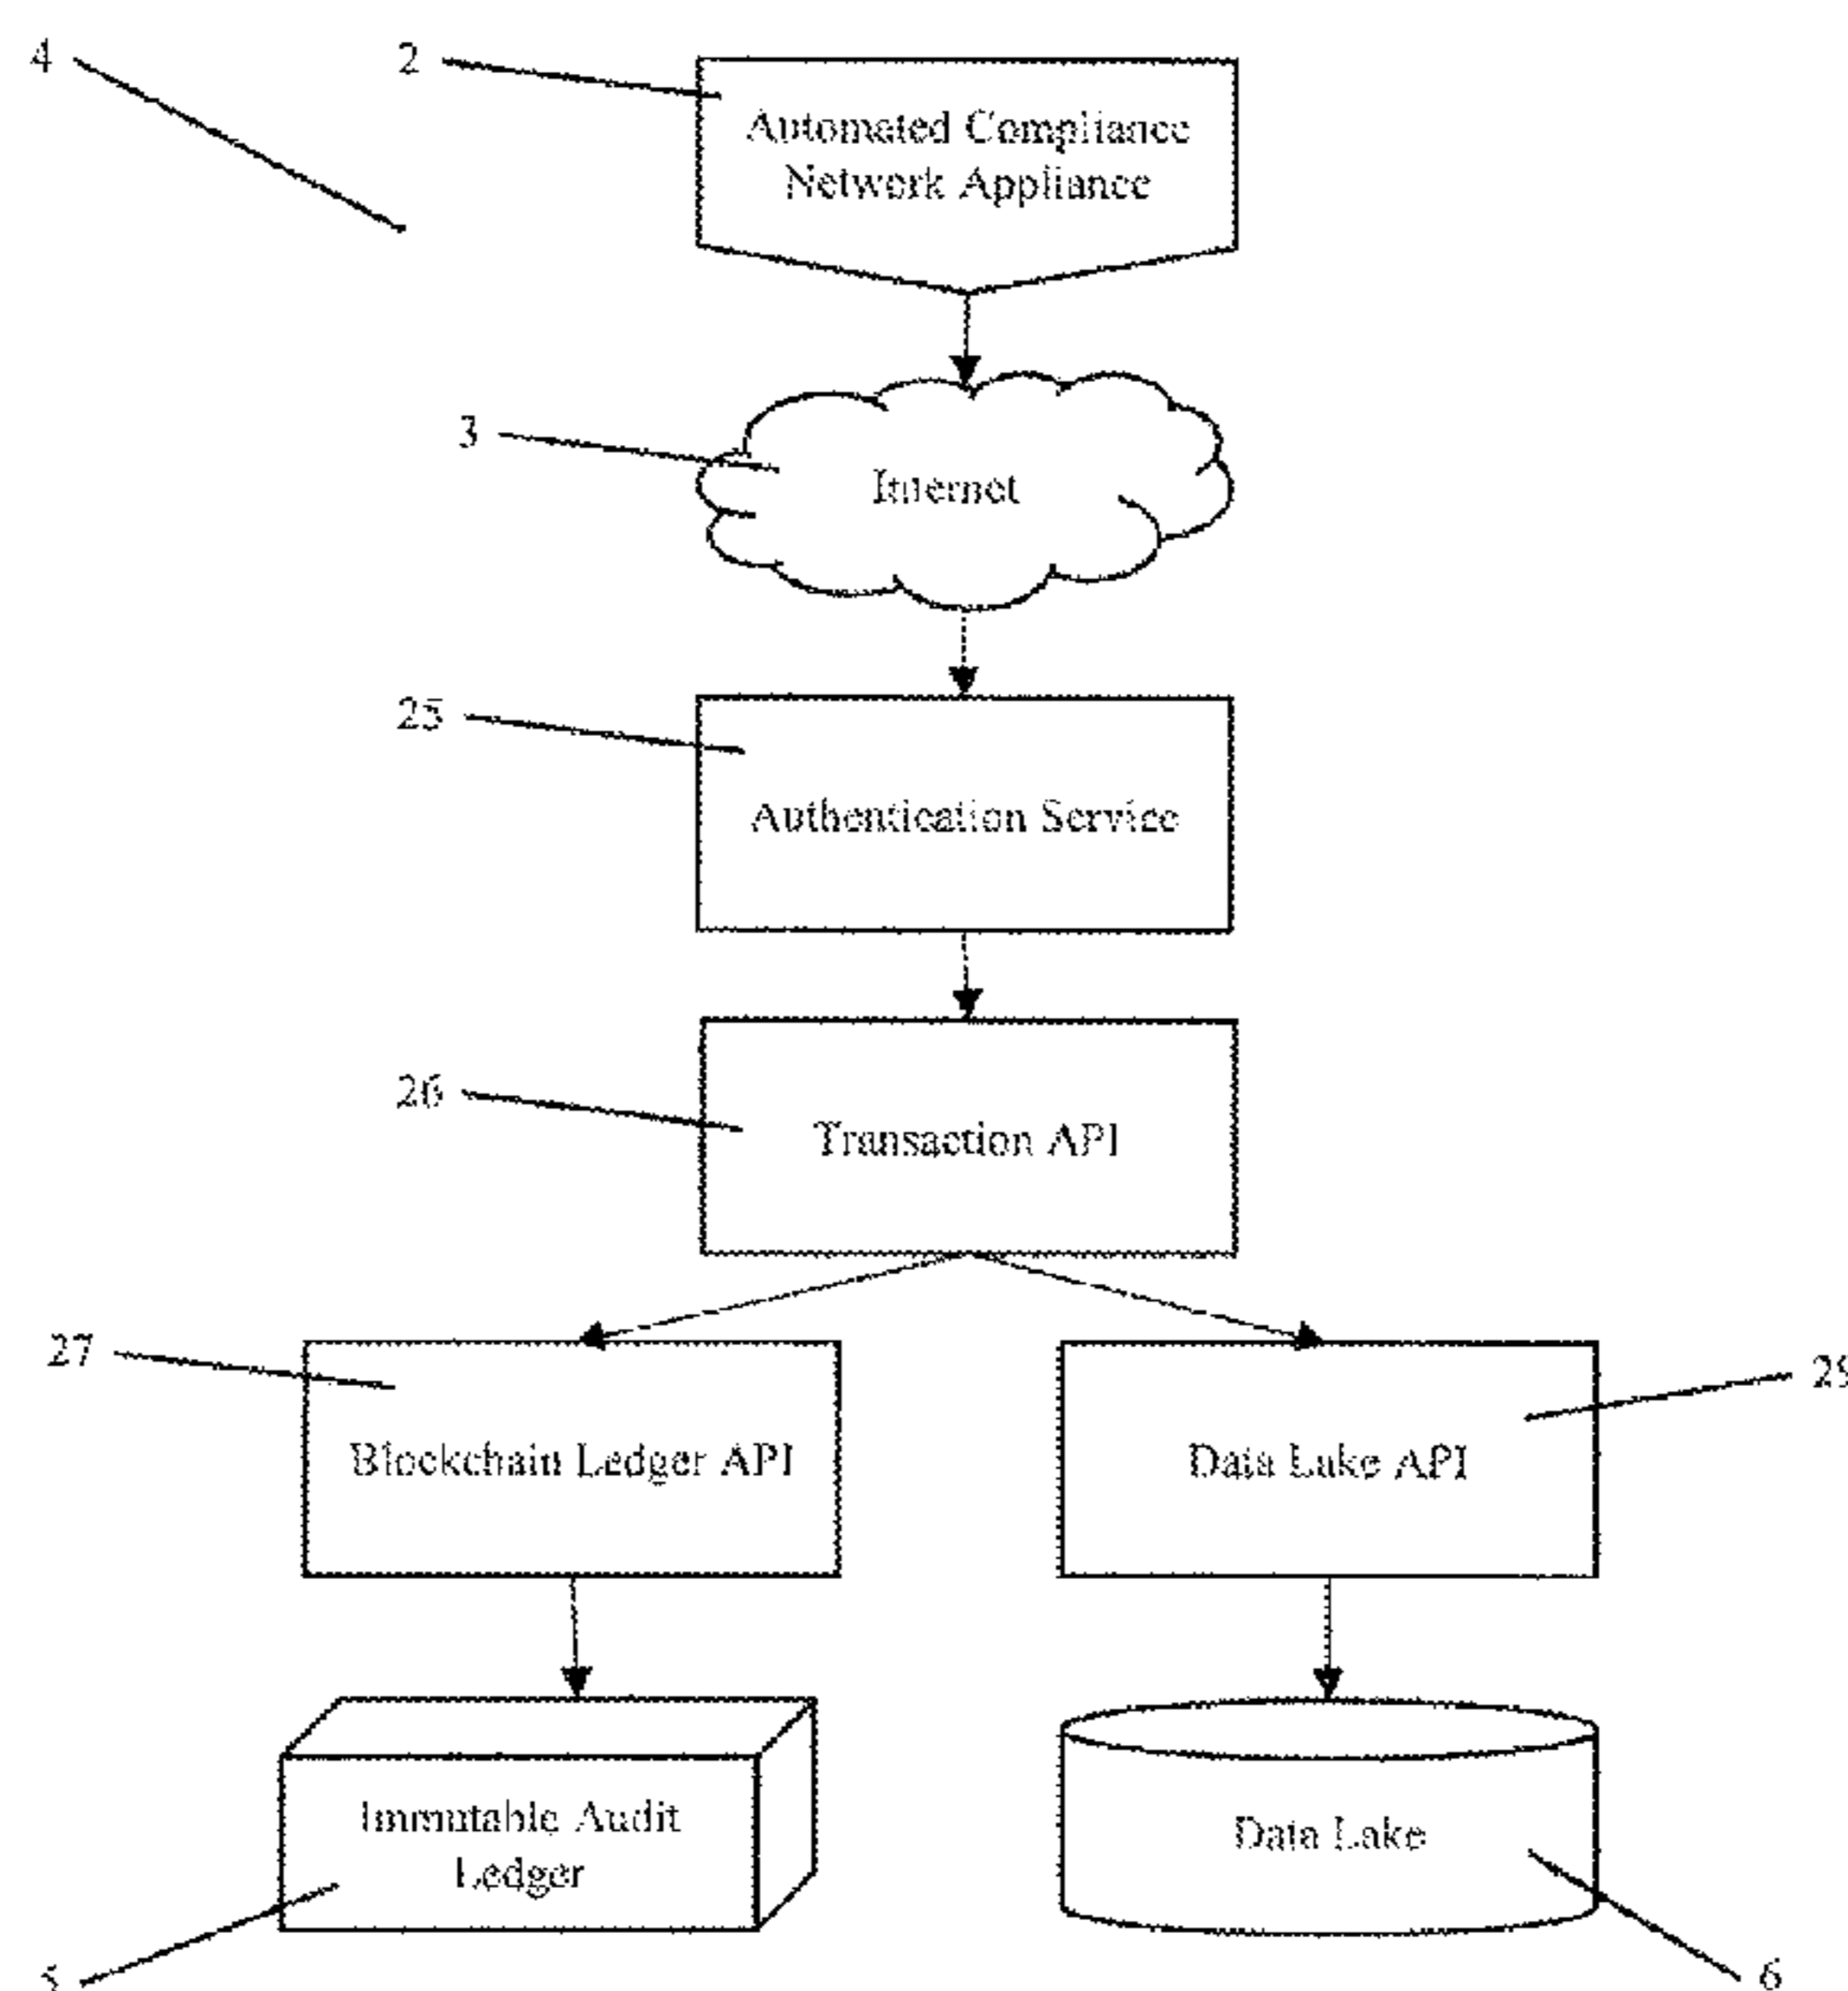 4
2
Automated Compliance
Network Appliance
3
Internet
25
Authentication Service
26
Transaction API
27
Blockchain Ledger API
Data Lake API
Immutable Audit
Ledger
Data Lake
5
6